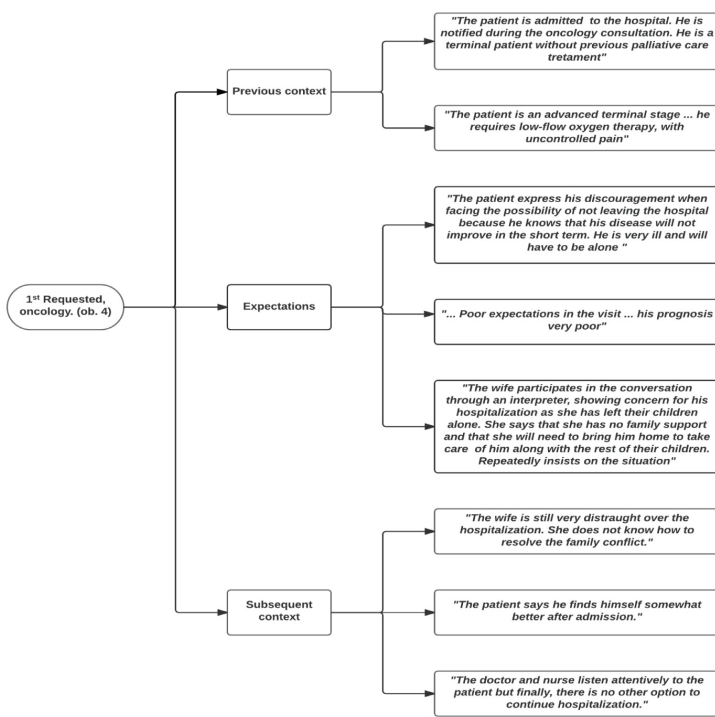 1st Requested,
oncology. (ob. 4)
Previous context
"The patient is admitted to the hospital. He is
notified during the oncology consultation. He is a
terminal patient without previous palliative care
tretament"
"The patient is an advanced terminal stage ... he
requires low-flow oxygen therapy, with
uncontrolled pain"
Expectations
"The patient express his discouragement when
facing the possibility of not leaving the hospital
because he knows that his disease will not
improve in the short term. He is very ill and will
have to be alone "
"... Poor expectations in the visit ... his prognosis
very poor"
"The wife participates in the conversation
through an interpreter, showing concern for his
hospitalization as she has left their children
alone. She says that she has no family support
and that she will need to bring him home to take
care of him along with the rest of their children.
Repeatedly insists on the situation"
Subsequent
context
"The wife is still very distraught over the
hospitalization. She does not know how to
resolve the family conflict."
"The patient says he finds himself somewhat
better after admission."
"The doctor and nurse listen attentively to the
patient but finally, there is no other option to
continue hospitalization."